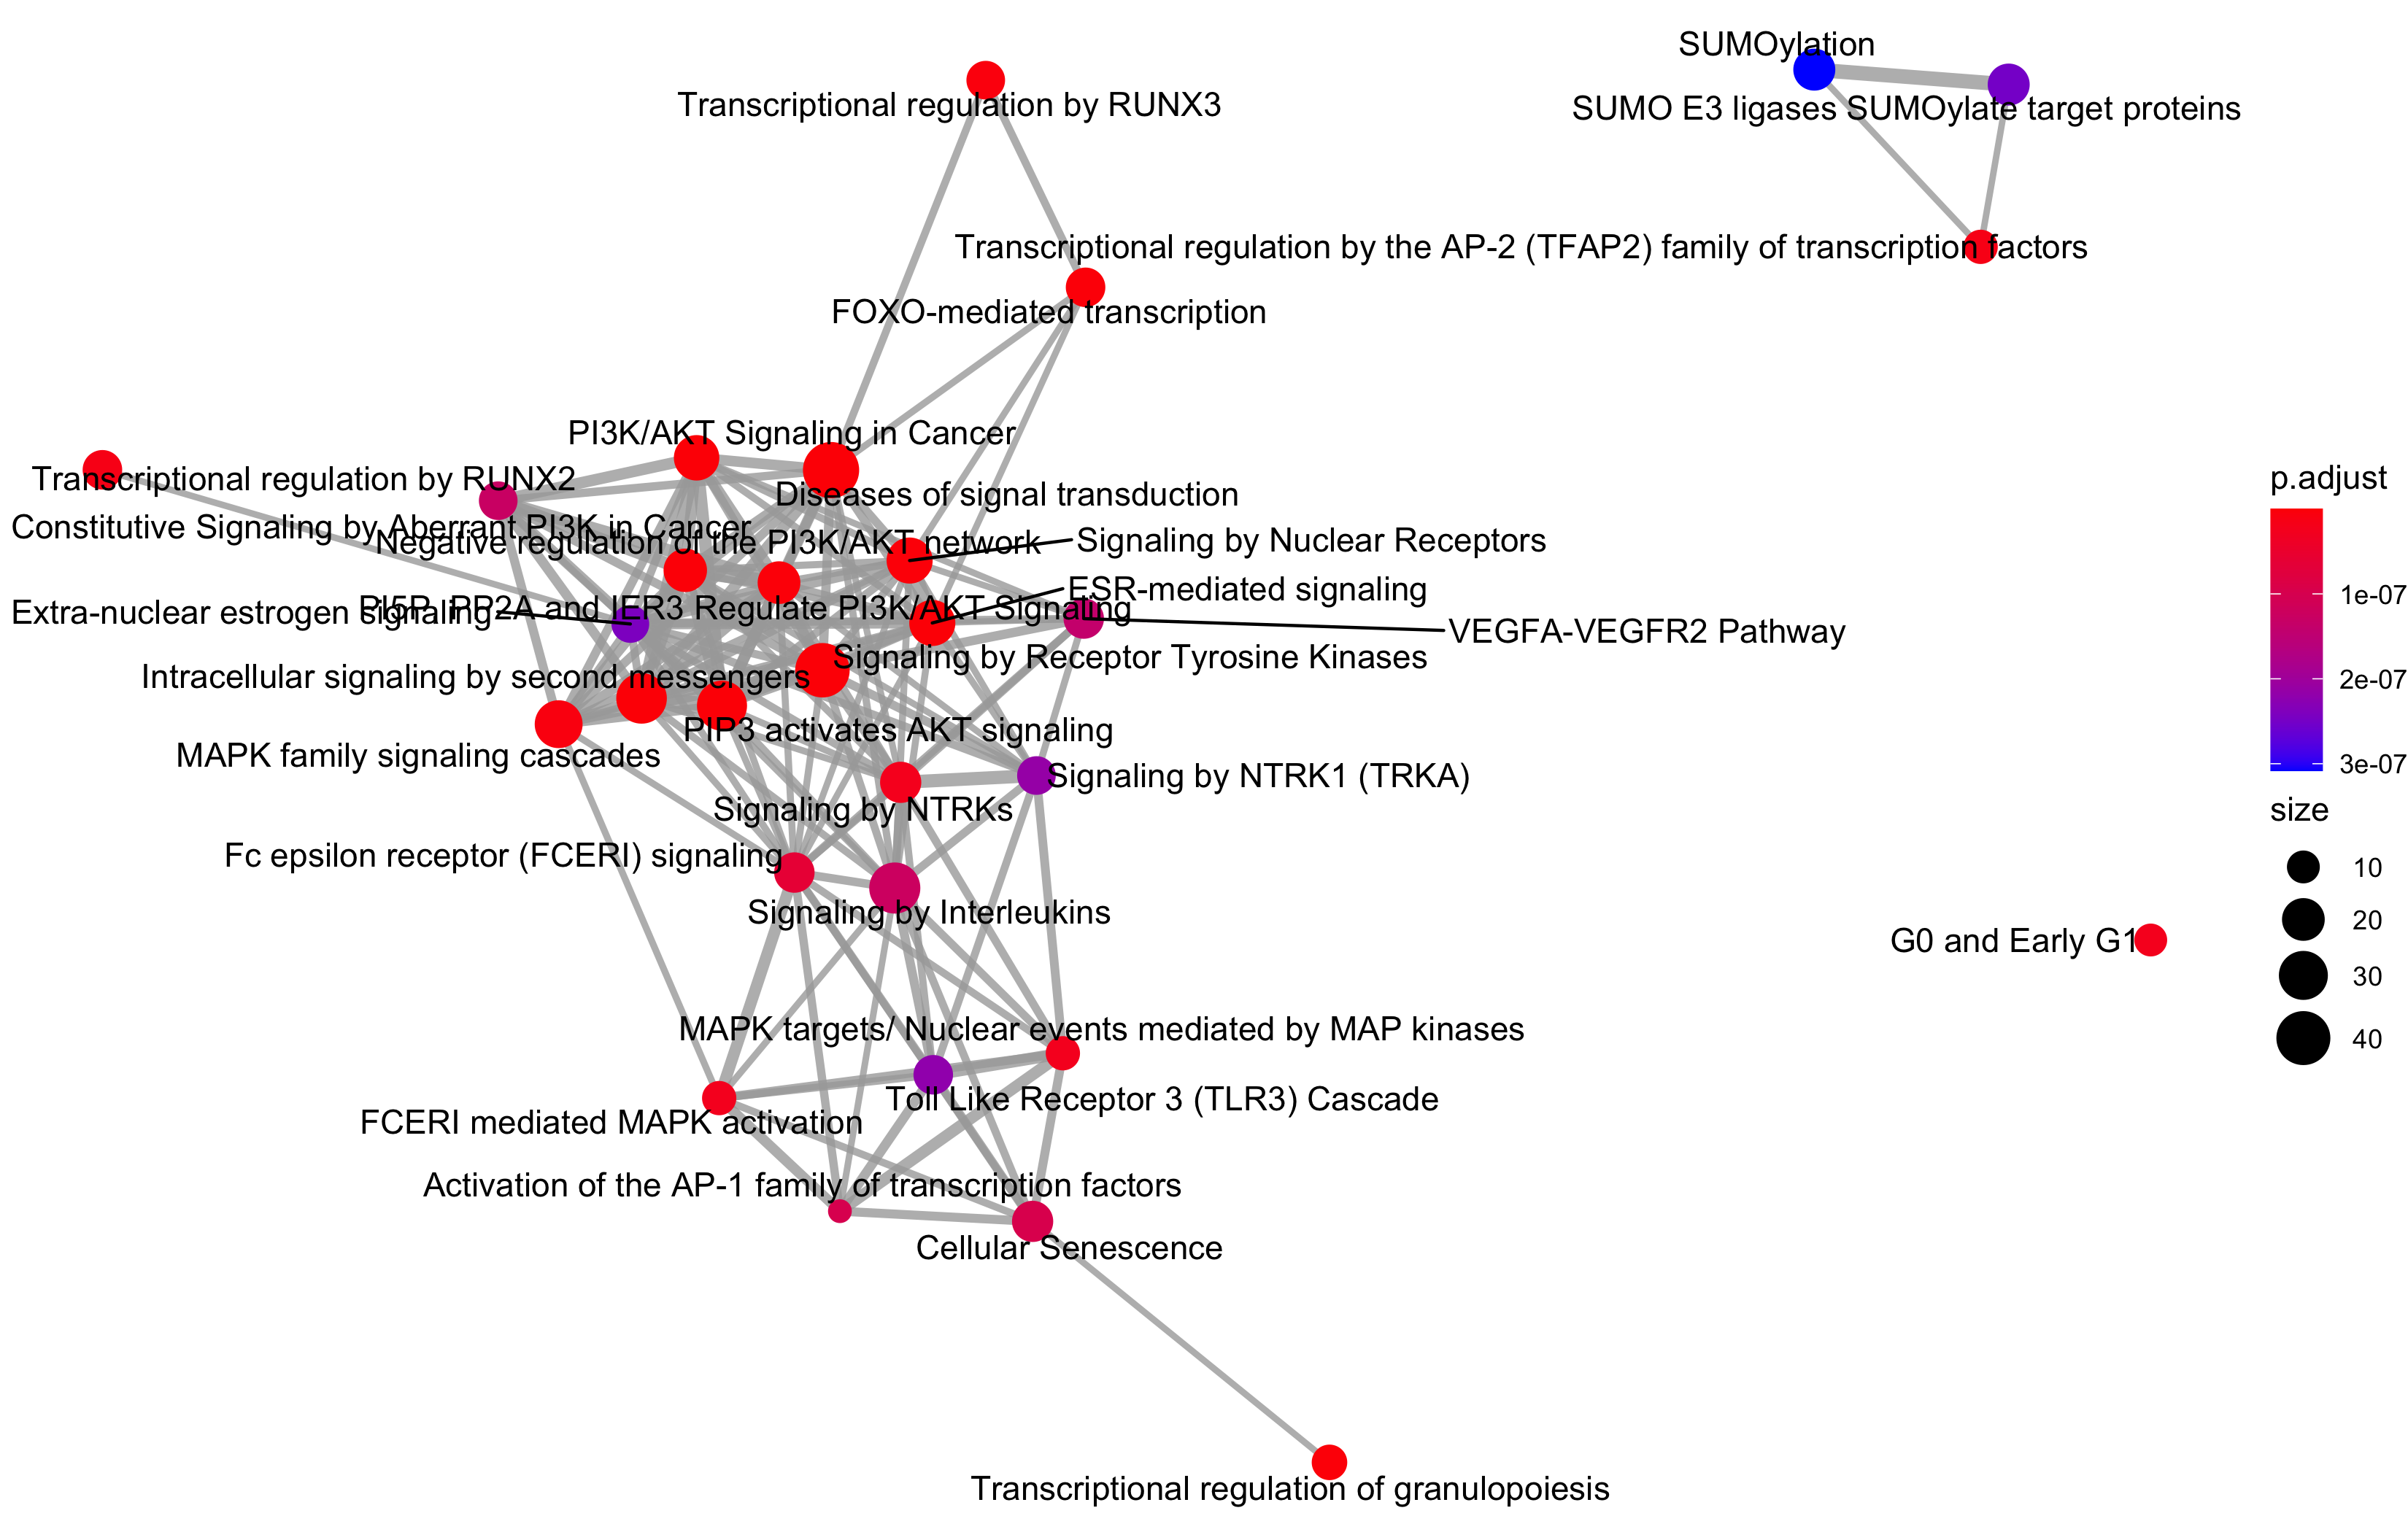 SUMOylation
Transcriptional regulation by RUNX3
SUMO E3 ligases SUMOylate target proteins
Transcriptional regulation by the AP-2 (TFAP2) family of transcription factors
FOXO-mediated transcription
PI3K/AKT Signaling in Cancer
Transcriptional regulation by RUNX2
Diseases of signal transduction
Constitutive Signaling by Aberrant PI3K in Cancer
Negative regulation of the PI3K/AKT network
Signaling by Nuclear Receptors
ESR-mediated signaling
Extra-nuclear estrogen signaling
PI5P, PP2A and IER3 Regulate PI3K/AKT Signaling
VEGFA-VEGFR2 Pathway
Signaling by Receptor Tyrosine Kinases
Intracellular signaling by second messengers
PIP3 activates AKT signaling
MAPK family signaling cascades
Signaling by NTRK1 (TRKA)
Signaling by NTRKs
Fc epsilon receptor (FCERI) signaling
Signaling by Interleukins
G0 and Early G1
MAPK targets/ Nuclear events mediated by MAP kinases
Toll Like Receptor 3 (TLR3) Cascade
FCERI mediated MAPK activation
Activation of the AP-1 family of transcription factors
Cellular Senescence
Transcriptional regulation of granulopoiesis
p.adjust
1e-07
2e-07
3e-07
size
10
20
30
40